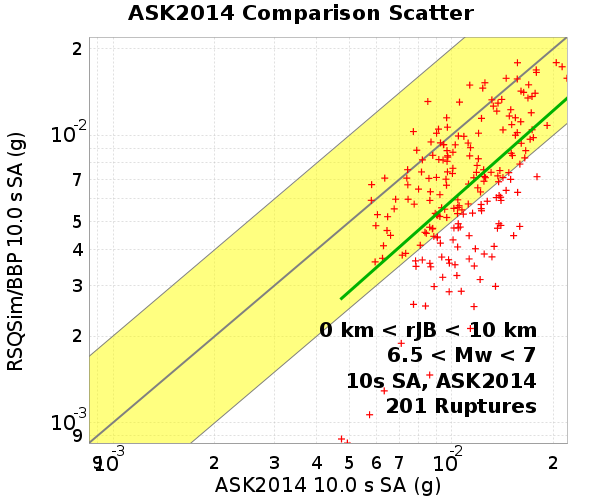 ASK2014 Comparison Scatter
RSQSim/BBP 10.0 s SA (g)
2
10-2
7
5
4
3
2
10-3
9
0 km < rJB < 10 km
6.5 < Mw < 7
10s SA, ASK2014
201 Ruptures
9 10-3 2 3 4 5 6 7 10-2 2
ASK2014 10.0 s SA (g)